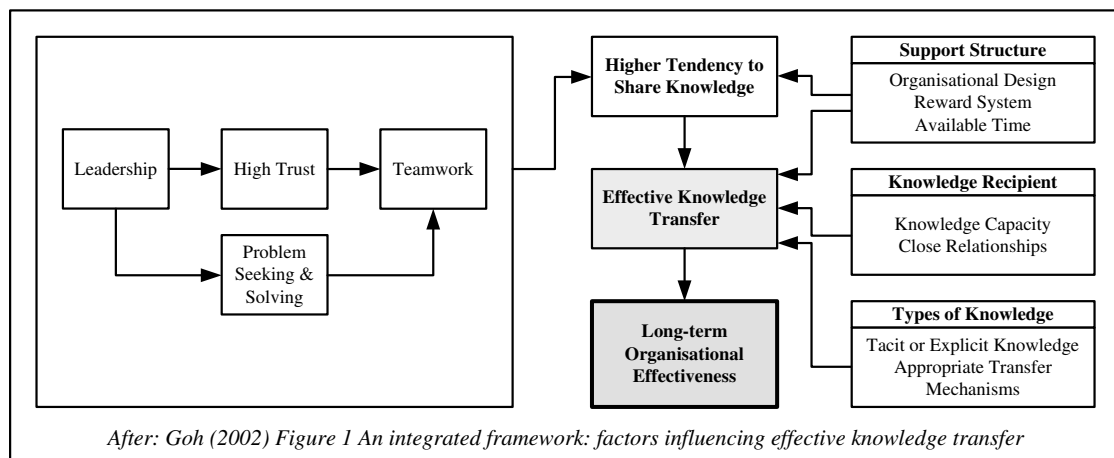 Leadership
High Trust
Teamwork
Problem
Seeking &
Solving
Higher Tendency to
Share Knowledge
Effective Knowledge
Transfer
Long-term
Organisational
Effectiveness
Support Structure
Organisational Design
Reward System
Available Time
Knowledge Recipient
Knowledge Capacity
Close Relationships
Types of Knowledge
Tacit or Explicit Knowledge
Appropriate Transfer
Mechanisms
After: Goh (2002) Figure 1 An integrated framework: factors influencing effective knowledge transfer